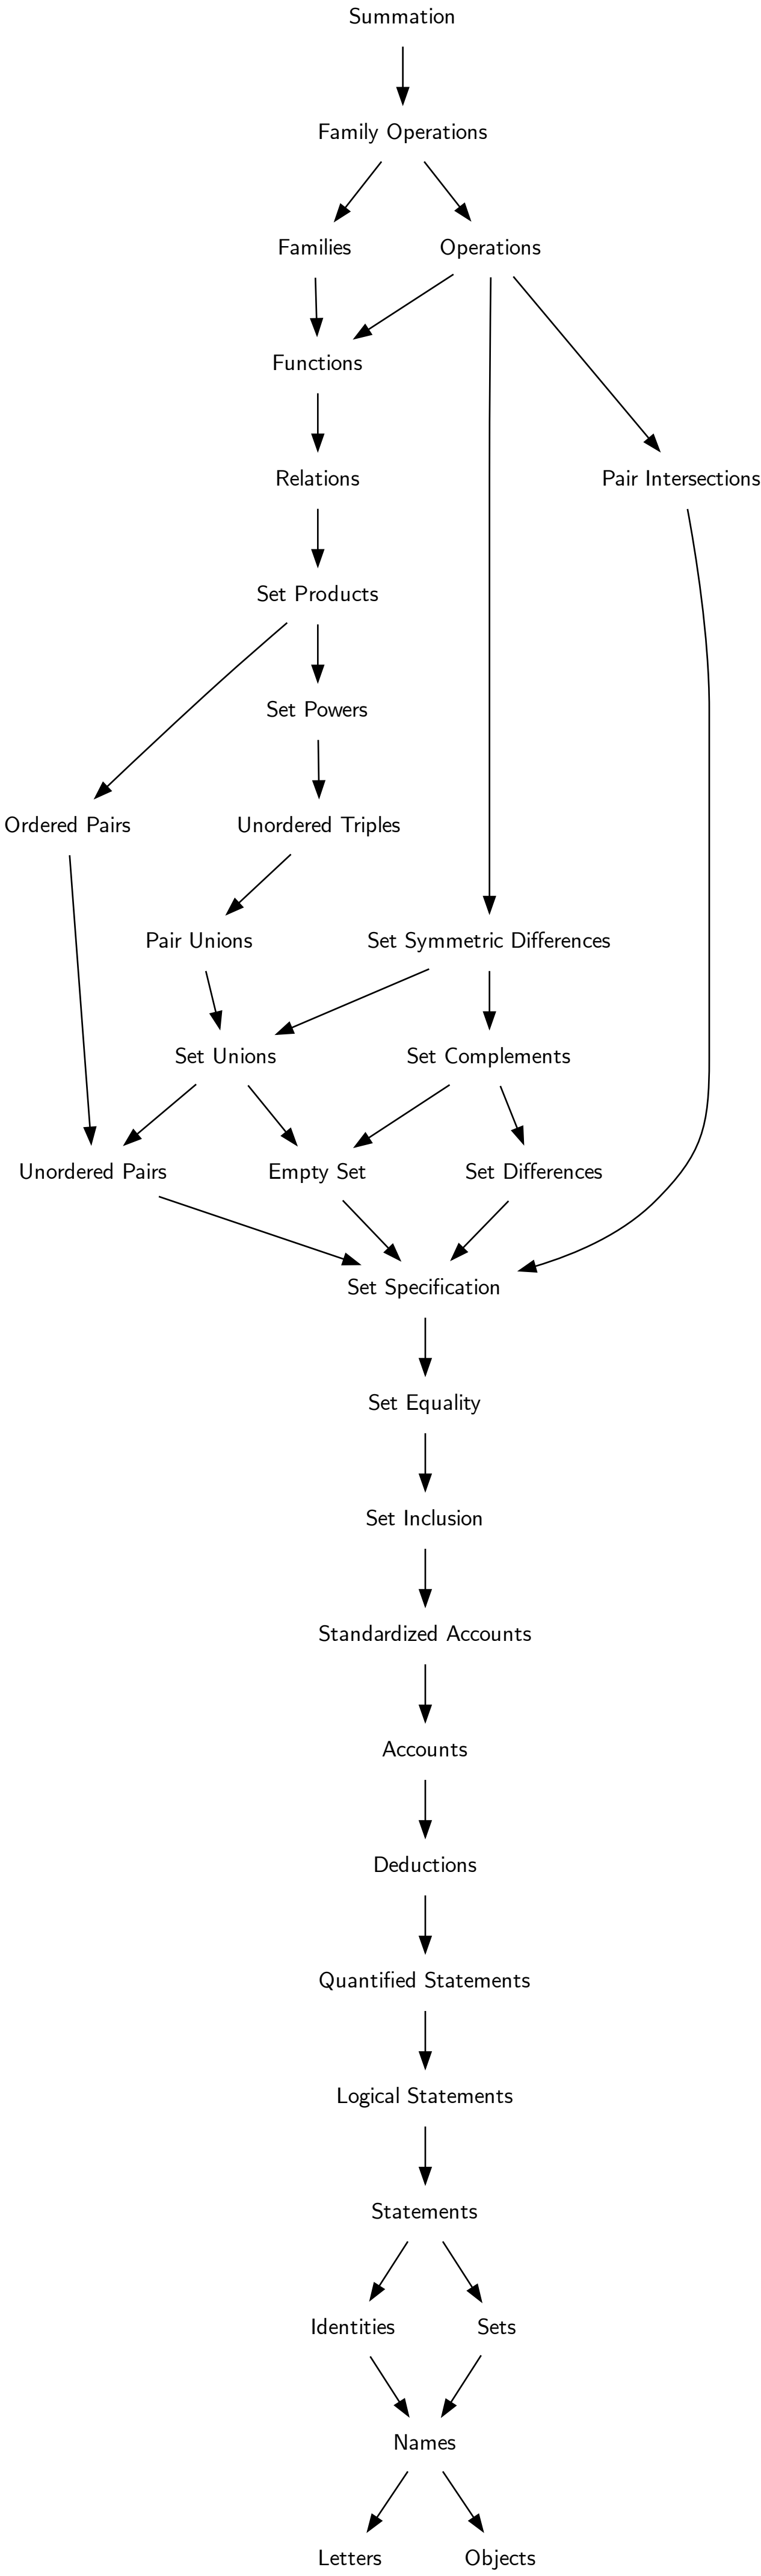 Summation
Family Operations
Families
Operations
Functions
Relations
Pair Intersections
Set Products
Set Powers
Ordered Pairs
Unordered Triples
Pair Unions
Set Symmetric Differences
Set Unions
Set Complements
Unordered Pairs
Empty Set
Set Differences
Set Specification
Set Equality
Set Inclusion
Standardized Accounts
Accounts
Deductions
Quantified Statements
Logical Statements
Statements
Identities
Sets
Names
Letters
Objects